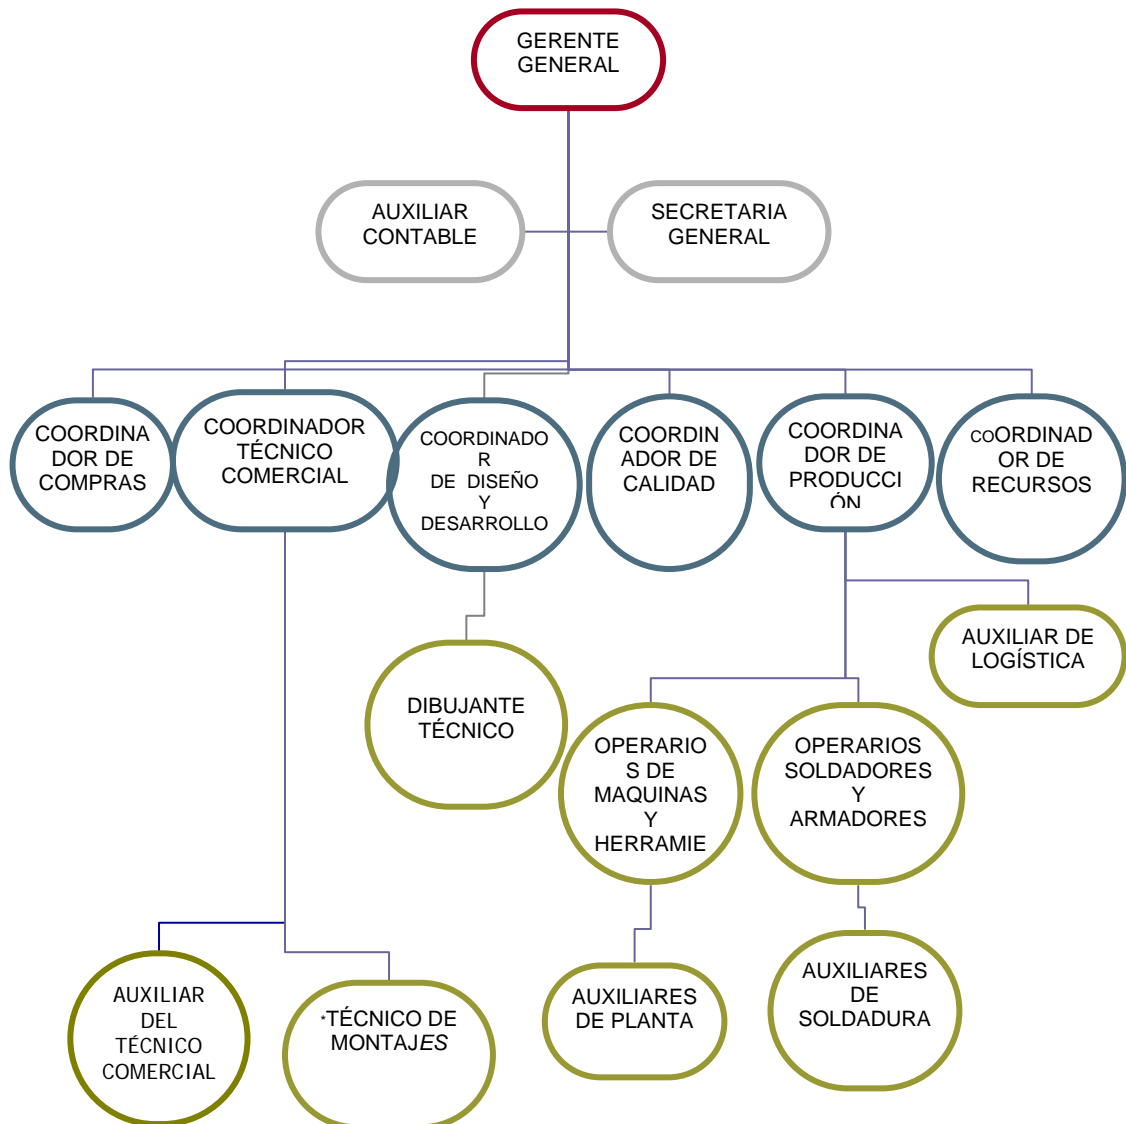 GERENTE
GENERAL
AUXILIAR
CONTABLE
SECRETARIA
GENERAL
COORDINA
DOR DE
COMPRAS
COORDINADOR
TÉCNICO
COMERCIAL
COORDINADO
R
DE DISEÑO
Y
DESARROLLO
COORDIN
ADOR DE
CALIDAD
COORDINA
DOR DE
PRODUCCI
ÓN
COORDINAD
OR DE
RECURSOS
AUXILIAR DE
LOGÍSTICA
DIBUJANTE
TÉCNICO
OPERARIO
S DE
MAQUINAS
Y
HERRAMIE
OPERARIOS
SOLDADORES
Y
ARMADORES
AUXILIAR
DEL
TÉCNICO
COMERCIAL
*TÉCNICO DE
MONTAJES
AUXILIARES
DE PLANTA
AUXILIARES
DE
SOLDADURA